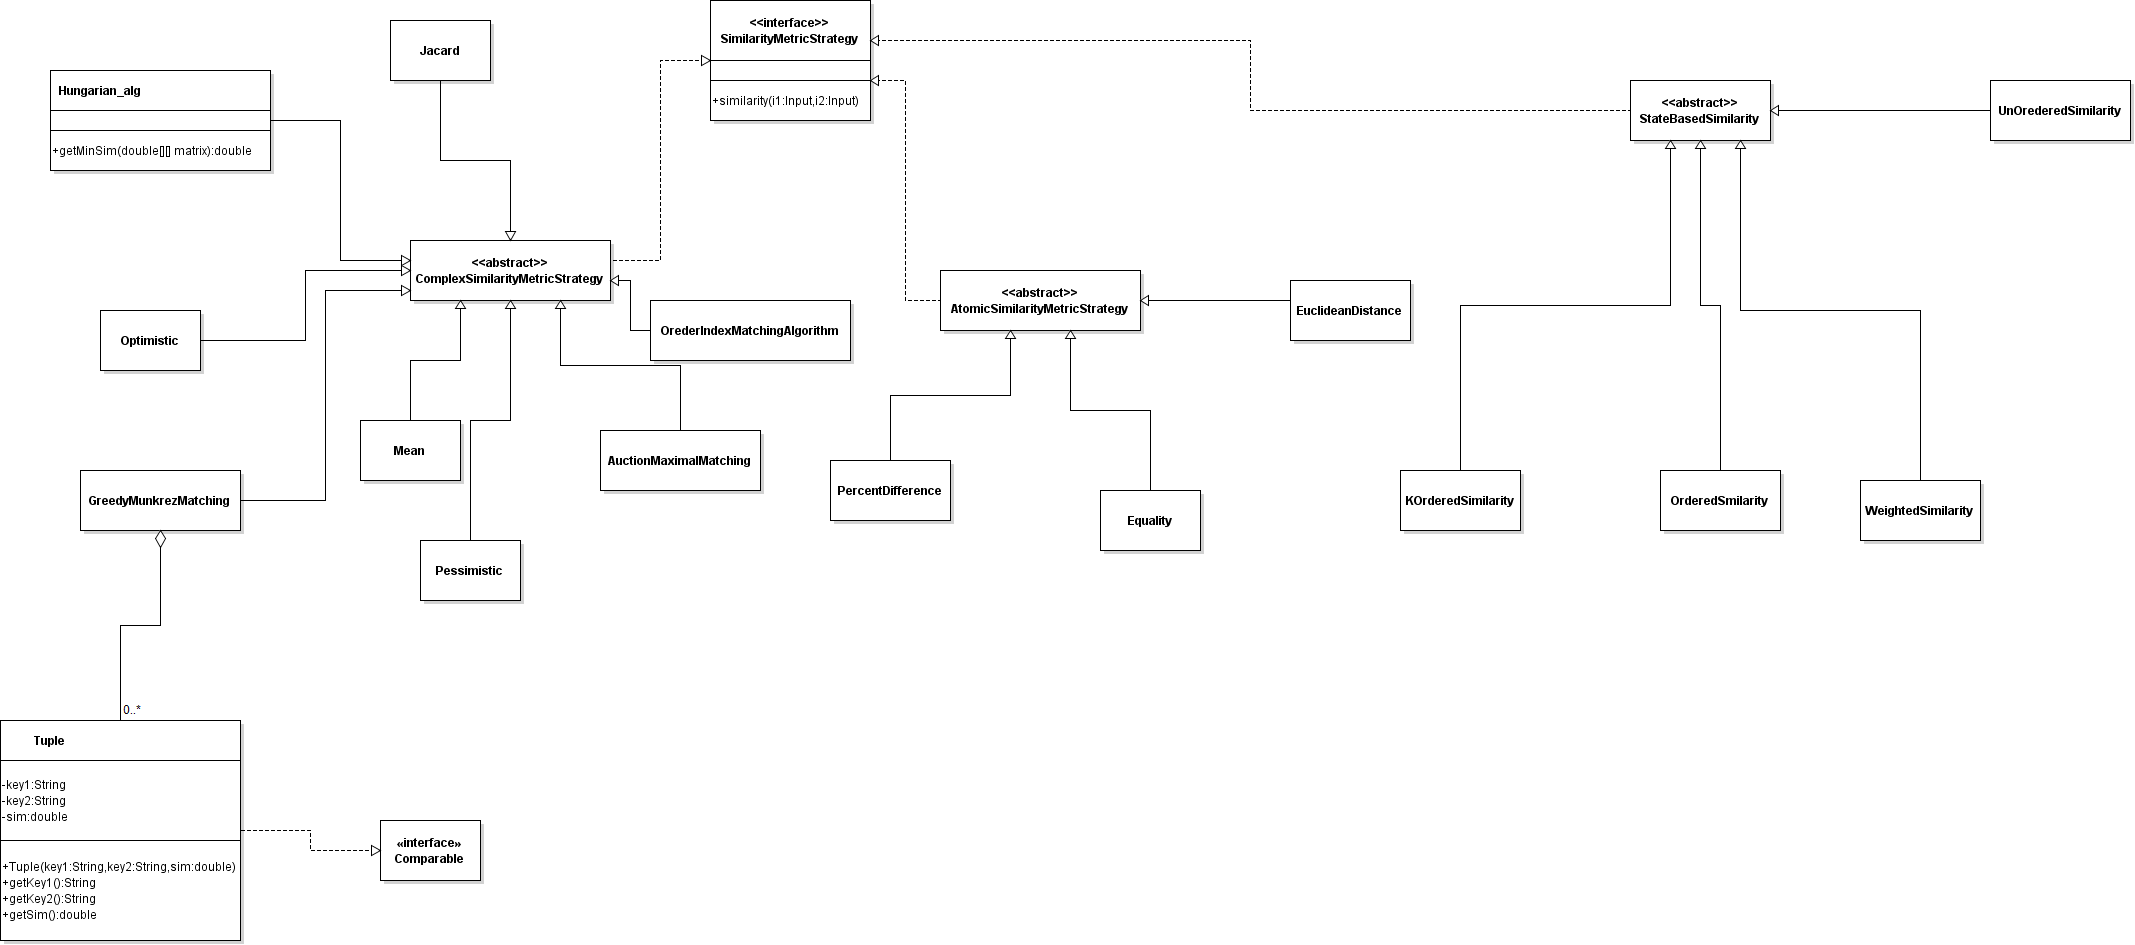 <<interface>>
SimilarityMetricStrategy
+similarity(i1:Input,i2:Input)
Jacard
Hungarian_alg
+getMinSim(double[][] matrix):double
<<abstract>>
StateBasedSimilarity
UnOrederedSimilarity
<<abstract>>
ComplexSimilarityMetricStrategy
<<abstract>>
AtomicSimilarityMetricStrategy
EuclideanDistance
Optimistic
OrederIndexMatchingAlgorithm
Mean
AuctionMaximalMatching
GreedyMunkrezMatching
PercentDifference
Equality
KOrderedSimilarity
OrderedSmilarity
WeightedSimilarity
Pessimistic
0..*
Tuple
-key1:String
-key2:String
-sim:double
+Tuple(key1:String,key2:String,sim:double)
+getKey1():String
+getKey2():String
+getSim():double
«interface»
Comparable